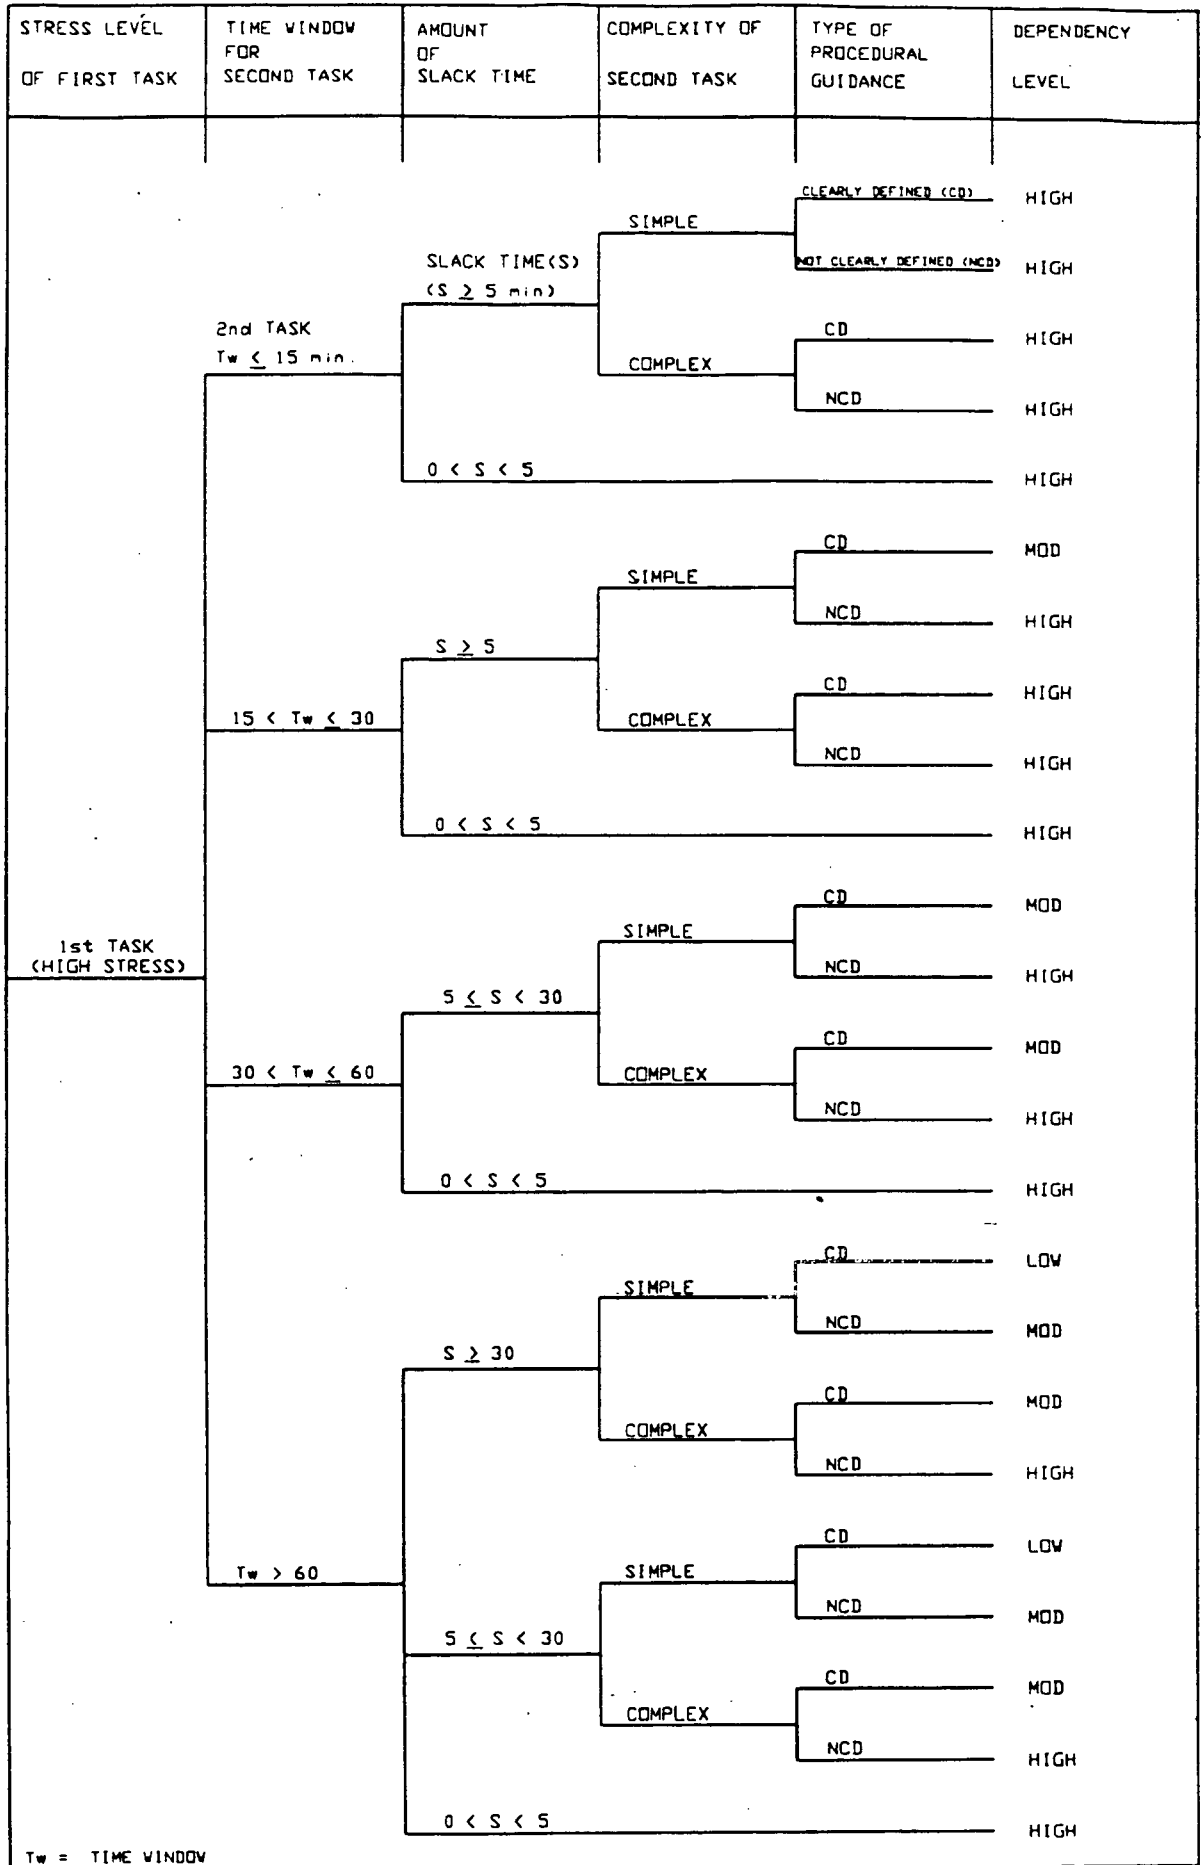 STRESS LEVEL
OF FIRST TASK
TIME WINDOW
FOR
SECOND TASK
AMOUNT
OF
SLACK TIME
COMPLEXITY OF
SECOND TASK
TYPE OF
PROCEDURAL
GUIDANCE
DEPENDENCY
LEVEL
CLEARLY DEFINED (CD)
HIGH
SIMPLE
SLACK TIME(S)
(S ≥ 5 min)
NOT CLEARLY DEFINED (NCD)
HIGH
2nd TASK
Tw ≤ 15 min.
CD
HIGH
COMPLEX
NCD
HIGH
0 < S < 5
HIGH
CD
MOD
SIMPLE
NCD
HIGH
S ≥ 5
CD
HIGH
15 < Tw ≤ 30
COMPLEX
NCD
HIGH
0 < S < 5
HIGH
CD
MOD
SIMPLE
1st TASK
(HIGH STRESS)
NCD
HIGH
5 ≤ S < 30
CD
MOD
30 < Tw ≤ 60
COMPLEX
NCD
HIGH
0 < S < 5
HIGH
CD
LOW
SIMPLE
NCD
MOD
S ≥ 30
CD
MOD
COMPLEX
NCD
HIGH
CD
LOW
Tw > 60
SIMPLE
NCD
MOD
5 ≤ S < 30
CD
MOD
COMPLEX
NCD
HIGH
0 < S < 5
HIGH
Tw = TIME WINDOW